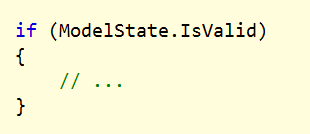 if (ModelState.IsValid)
{
    // ...
}